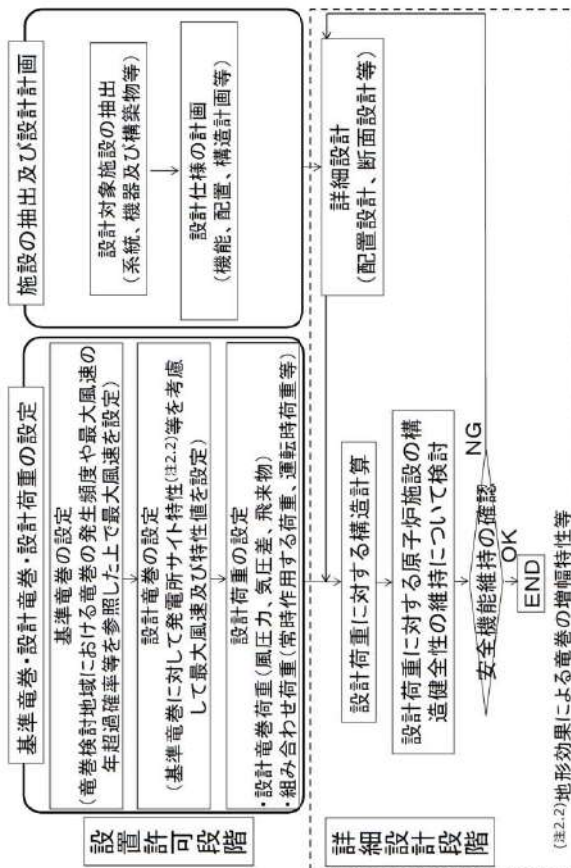 設置許可段階
基準竜巻・設計竜巻・設計荷重の設定
基準竜巻の設定
(竜巻検討地域における竜巻の発生頻度や最大風速の
年超過確率等を参照した上で最大風速を設定)
設計竜巻の設定
(基準竜巻に対して発電所サイト特性(注2.2)等を考慮
して最大風速及び特性値を設定)
設計荷重の設定
・設計竜巻荷重(風圧力、気圧差、飛来物)
・組み合わせ荷重(常時作用する荷重、運転時荷重等)
施設の抽出及び設計計画
設計対象施設の抽出
(系統、機器及び構築物等)
設計仕様の計画
(機能、配置、構造計画等)
詳細設計段階
詳細設計
(配置設計、断面設計等)
設計荷重に対する構造計算
設計荷重に対する原子炉施設の構
造健全性の維持について検討
安全機能維持の確認
NG
OK
END
(注2.2)地形効果による竜巻の増幅特性等